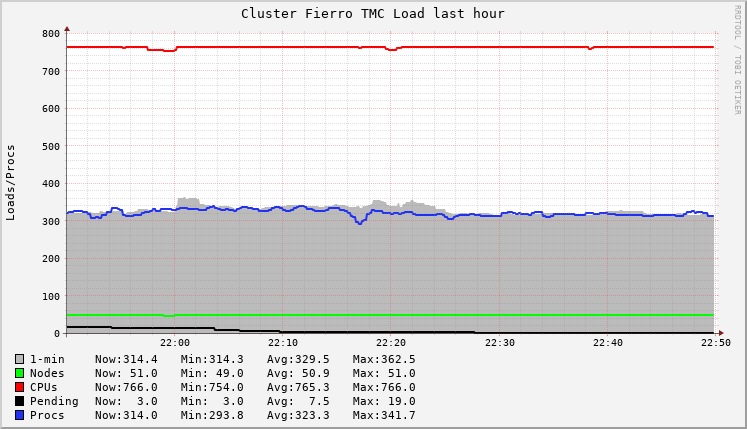 Cluster Fierro TMC Load last hour
RRDTOOL / TOBI OETIKER
Loads/Procs
800
700
600
500
400
300
200
100
0
22:00 22:10 22:20 22:30 22:40 22:50
1-min Now:314.4 Min:314.3 Avg:329.5 Max:362.5
Nodes Now: 51.0 Min: 49.0 Avg: 50.9 Max: 51.0
CPUs Now:766.0 Min:754.0 Avg:765.3 Max:766.0
Pending Now: 3.0 Min: 3.0 Avg: 7.5 Max: 19.0
Procs Now:314.0 Min:293.8 Avg:323.3 Max:341.7